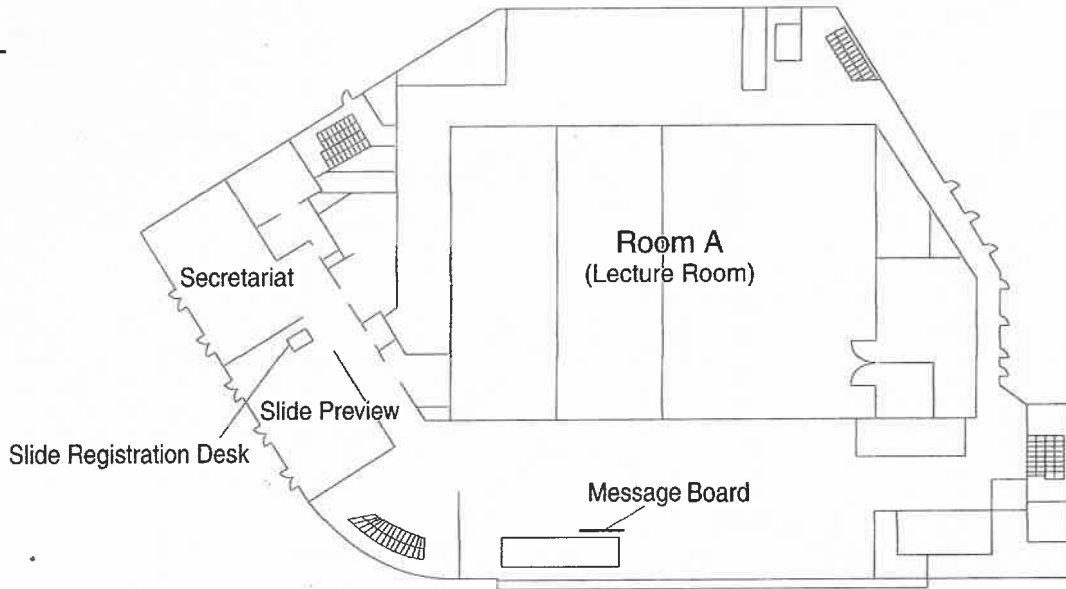 Room A
(Lecture Room)
Secretariat
Slide Preview
Slide Registration Desk
Message Board